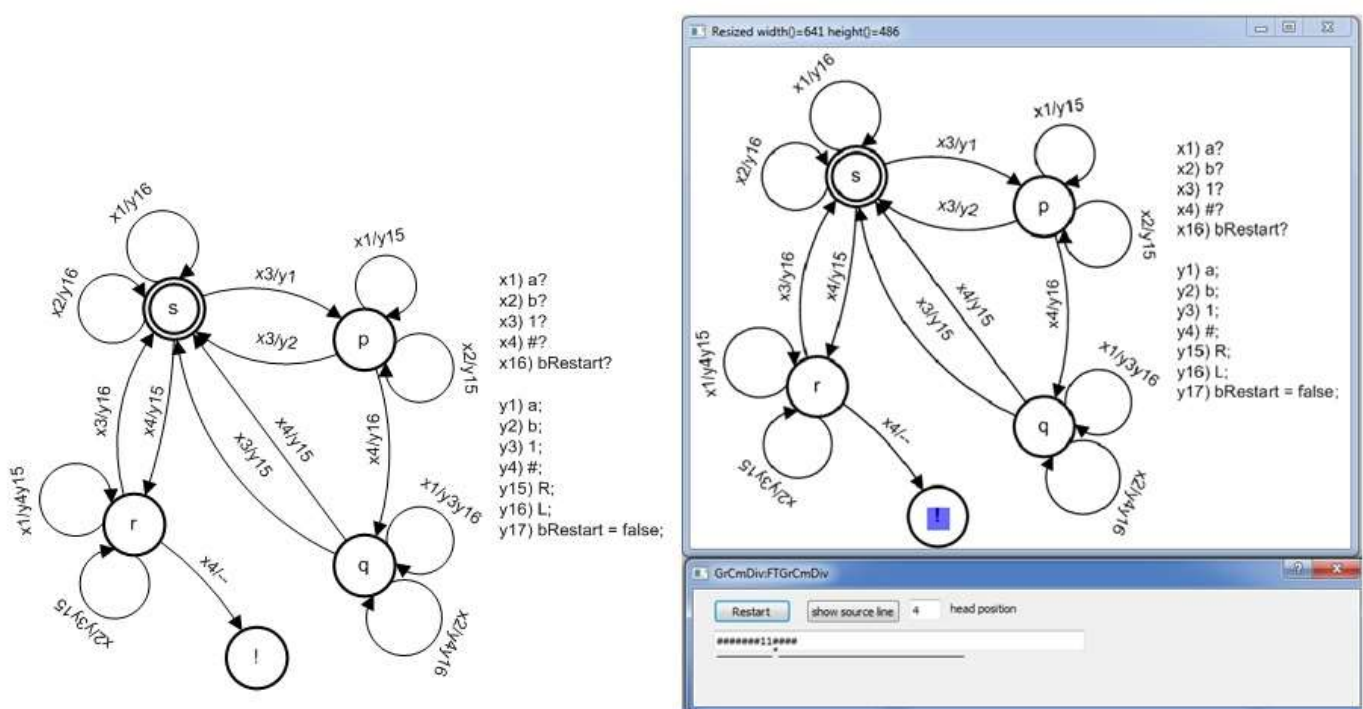 x1/y16
x2/y16
s
x3/y1
x3/y2
x1/y15
p
x2/y15
x3/y16
x4/y15
x3/y15
x4/y15
x4/y16
x1/y4y15
r
x2/y3y15
x4/--
!
x1/y3y16
q
x2/y4y16
x1) a?
x2) b?
x3) 1?
x4) #?
x16) bRestart?
y1) a;
y2) b;
y3) 1;
y4) #;
y15) R;
y16) L;
y17) bRestart = false;
Resized width()=641 height()=486
x1/y16
x2/y16
s
x3/y1
x3/y2
x1/y15
p
x2/y15
x3/y16
x4/y15
x3/y15
x4/y15
x4/y16
x1/y4y15
r
x2/y3y15
x4/--
!
x1/y3y16
q
x2/y4y16
x1) a?
x2) b?
x3) 1?
x4) #?
x16) bRestart?
y1) a;
y2) b;
y3) 1;
y4) #;
y15) R;
y16) L;
y17) bRestart = false;
GrCmDiv:FTGrCmDiv
Restart show source line 4 head position
#######11####
_________*______________________________